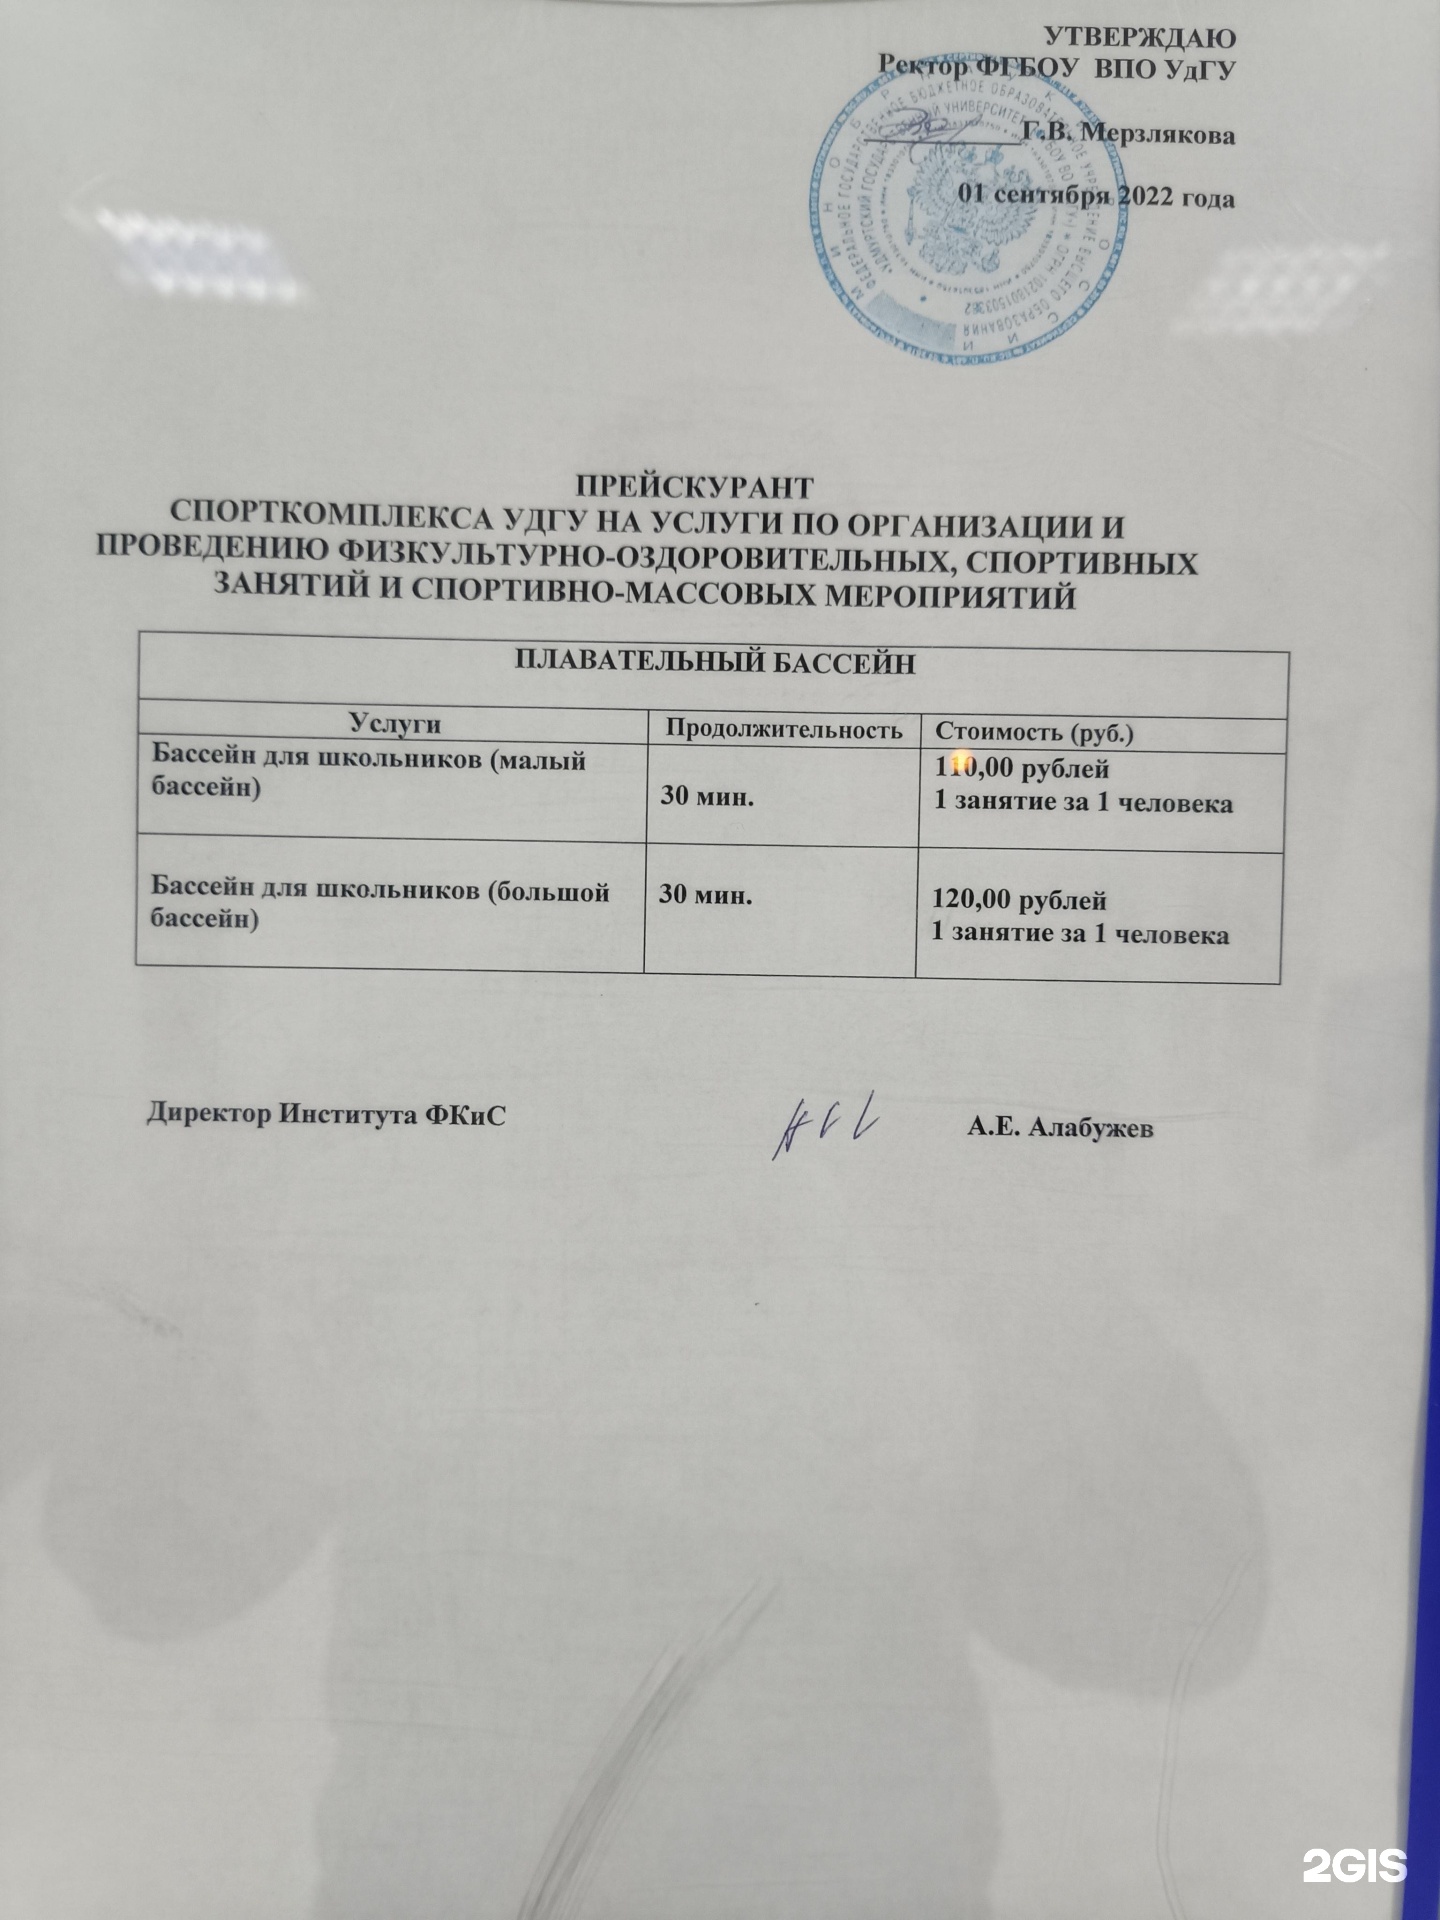 УТВЕРЖДАЮ
Ректор ФГБОУ ВПО УдГУ
Г.В. Мерзлякова
01 сентября 2022 года
ПРЕЙСКУРАНТ
СПОРТКОМПЛЕКСА УДГУ НА УСЛУГИ ПО ОРГАНИЗАЦИИ И
ПРОВЕДЕНИЮ ФИЗКУЛЬТУРНО-ОЗДОРОВИТЕЛЬНЫХ, СПОРТИВНЫХ
ЗАНЯТИЙ И СПОРТИВНО-МАССОВЫХ МЕРОПРИЯТИЙ
ПЛАВАТЕЛЬНЫЙ БАССЕЙН
Услуги Продолжительность Стоимость (руб.)
Бассейн для школьников (малый
бассейн)
30 мин.
110,00 рублей
1 занятие за 1 человека
Бассейн для школьников (большой
бассейн)
30 мин.
120,00 рублей
1 занятие за 1 человека
Директор Института ФКиС А.Е. Алабужев
2GIS